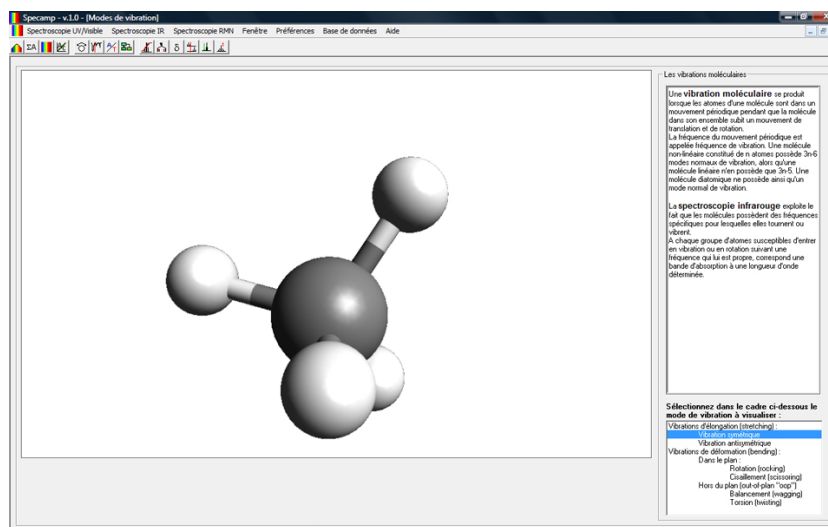 Specamp - v.1.0 - [Modes de vibration]
Spectroscopie UV/Visible Spectroscopie IR Spectroscopie RMN Fenêtre Préférences Base de données Aide
ΣA δ
Les vibrations moléculaires
Une vibration moléculaire se produit
lorsque les atomes d'une molécule sont dans un
mouvement périodique pendant que la molécule
dans son ensemble subit un mouvement de
translation et de rotation.
La fréquence du mouvement périodique est
appelée fréquence de vibration. Une molécule
non-linéaire constitué de n atomes possède 3n-6
modes normaux de vibration, alors qu'une
molécule linéaire n'en possède que 3n-5. Une
molécule diatomique ne possède ainsi qu'un
mode normal de vibration.
La spectroscopie infrarouge exploite le
fait que les molécules possèdent des fréquences
spécifiques pour lesquelles elles tournent ou
vibrent.
A chaque groupe d'atomes susceptibles d'entrer
en vibration ou en rotation suivant une
fréquence qui lui est propre, correspond une
bande d'absorption à une longueur d'onde
déterminée.
Sélectionnez dans le cadre ci-dessous le
mode de vibration à visualiser :
Vibrations d'élongation (stretching) :
Vibration symétrique
Vibration antisymétrique
Vibrations de déformation (bending) :
Dans le plan :
Rotation (rocking)
Cisaillement (scissoring)
Hors du plan (out-of-plan "oop")
Balancement (wagging)
Torsion (twisting)